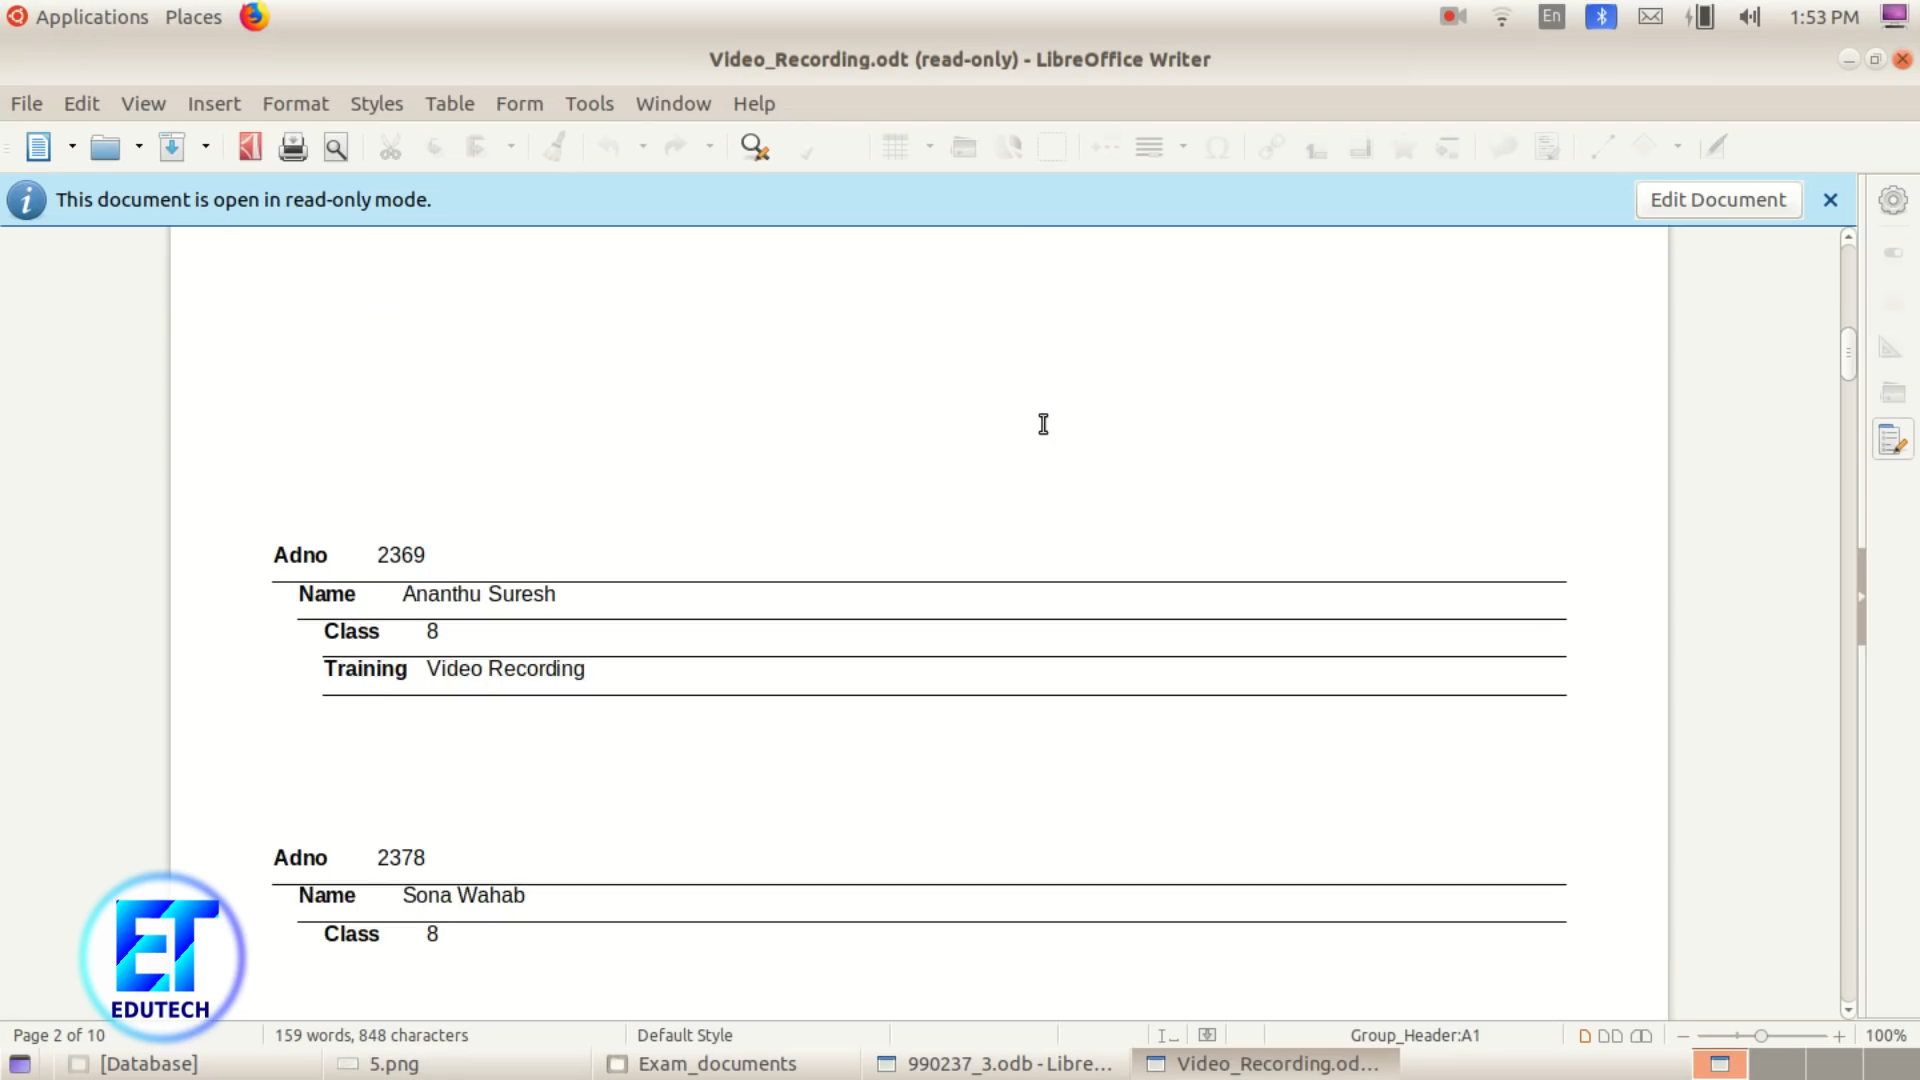 Applications Places En 1:53 PM
Video_Recording.odt (read-only) - LibreOffice Writer
File Edit View Insert Format Styles Table Form Tools Window Help
This document is open in read-only mode. Edit Document
Adno 2369
Name Ananthu Suresh
Class 8
Training Video Recording
Adno 2378
Name Sona Wahab
Class 8
ET
EDUTECH
Page 2 of 10 159 words, 848 characters Default Style Group_Header:A1 100%
[Database] 5.png Exam_documents 990237_3.odb - Libre... Video_Recording.od...